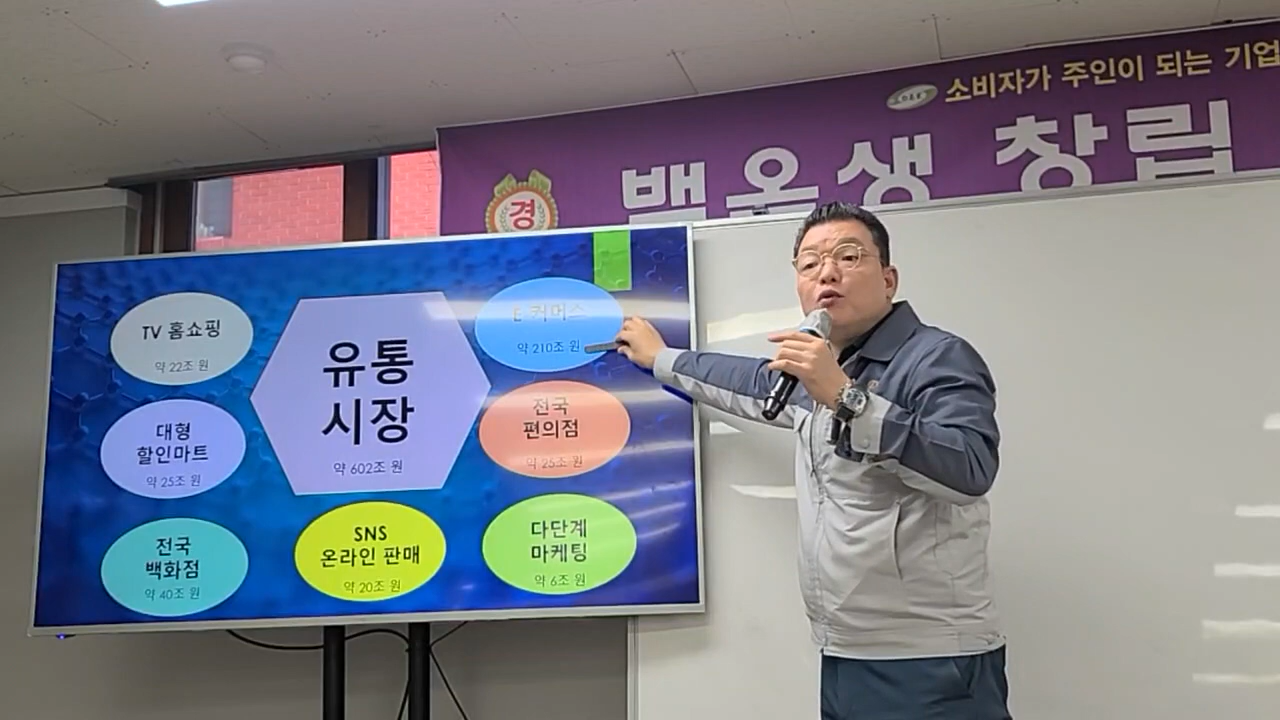 소비자가 주인이 되는 기업
경
백옥생 창립
TV 홈쇼핑
약 22조 원
대형
할인마트
약 25조 원
전국
백화점
약 40조 원
유통
시장
약 602조 원
SNS
온라인 판매
약 20조 원
E 커머스
약 210조 원
전국
편의점
약 25조 원
다단계
마케팅
약 6조 원